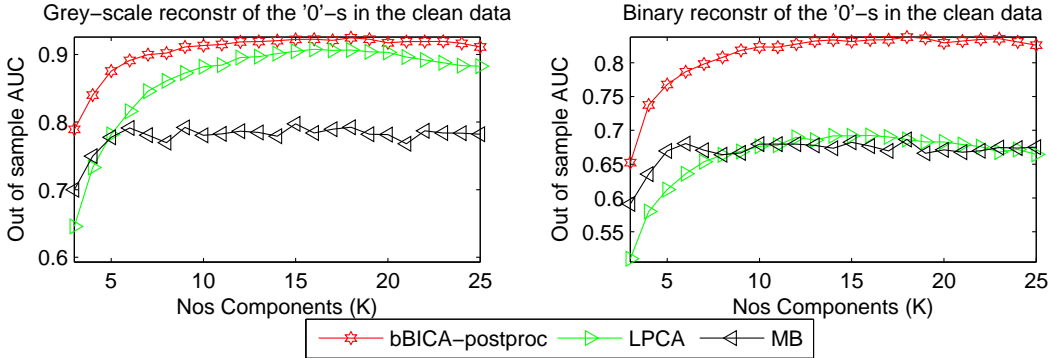 Grey-scale reconstr of the '0'-s in the clean data
Out of sample AUC
0.9
0.8
0.7
0.6
5 10 15 20 25
Nos Components (K)
Binary reconstr of the '0'-s in the clean data
Out of sample AUC
0.8
0.75
0.7
0.65
0.6
0.55
5 10 15 20 25
Nos Components (K)
bBICA-postproc LPCA MB